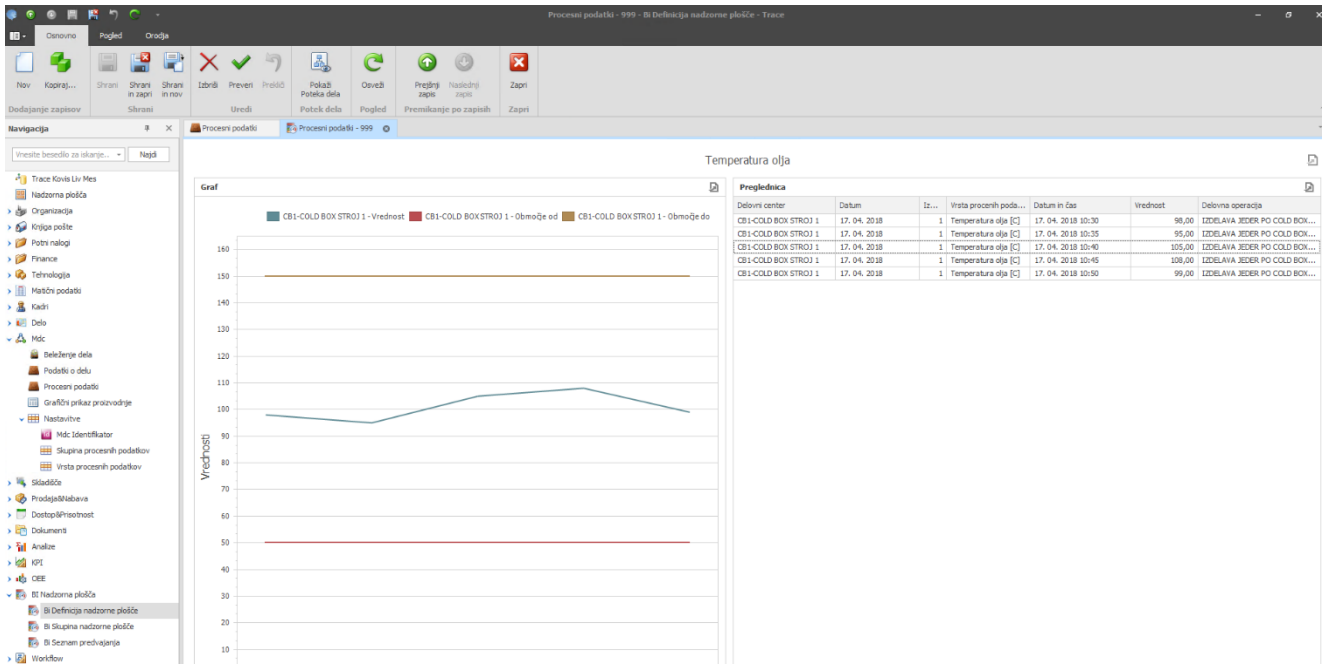 Procesni podatki - 999 - Bi Definicija nadzorne plošče - Trace
Osnovno Pogled Orodja
Nov Kopiraj... Shrani Shrani in zapri Shrani in nov Izbriši Preveri Prekliči Pokaži Poteka dela Osveži Prejšnji zapis Naslednji zapis Zapri
Dodajanje zapisov Shrani Uredi Potek dela Pogled Premikanje po zapisih Zapri
Navigacija
Procesni podatki
Procesni podatki - 999
Vnesite besedilo za iskanje... Najdi
Trace Kovis Liv Mes
Nadzorna plošča
Organizacija
Knjiga pošte
Potni nalogi
Finance
Tehnologija
Matični podatki
Kadri
Delo
Mdc
Beleženje dela
Podatki o delu
Procesni podatki
Grafični prikaz proizvodnje
Nastavitve
Mdc Identifikator
Skupina procesnih podatkov
Vrsta procesnih podatkov
Skladišče
Prodaja&Nabava
Dostop&Prisotnost
Dokumenti
Analize
KPI
OEE
BI Nadzorna plošča
Bi Definicija nadzorne plošče
Bi Skupina nadzorne plošče
Bi Seznam predvajanja
Workflow
Temperatura olja
Graf
CB1-COLD BOX STROJ 1 - Vrednost CB1-COLD BOX STROJ 1 - Območje od CB1-COLD BOX STROJ 1 - Območje do
Vrednosti
160
150
140
130
120
110
100
90
80
70
60
50
40
30
20
10
Preglednica
Delovni center Datum Iz... Vrsta procenih poda... Datum in čas Vrednost Delovna operacija
CB1-COLD BOX STROJ 1 17. 04. 2018 1 Temperatura olja [C] 17. 04. 2018 10:30 98,00 IZDELAVA JEDER PO COLD BOX...
CB1-COLD BOX STROJ 1 17. 04. 2018 1 Temperatura olja [C] 17. 04. 2018 10:35 95,00 IZDELAVA JEDER PO COLD BOX...
CB1-COLD BOX STROJ 1 17. 04. 2018 1 Temperatura olja [C] 17. 04. 2018 10:40 105,00 IZDELAVA JEDER PO COLD BOX...
CB1-COLD BOX STROJ 1 17. 04. 2018 1 Temperatura olja [C] 17. 04. 2018 10:45 108,00 IZDELAVA JEDER PO COLD BOX...
CB1-COLD BOX STROJ 1 17. 04. 2018 1 Temperatura olja [C] 17. 04. 2018 10:50 99,00 IZDELAVA JEDER PO COLD BOX...